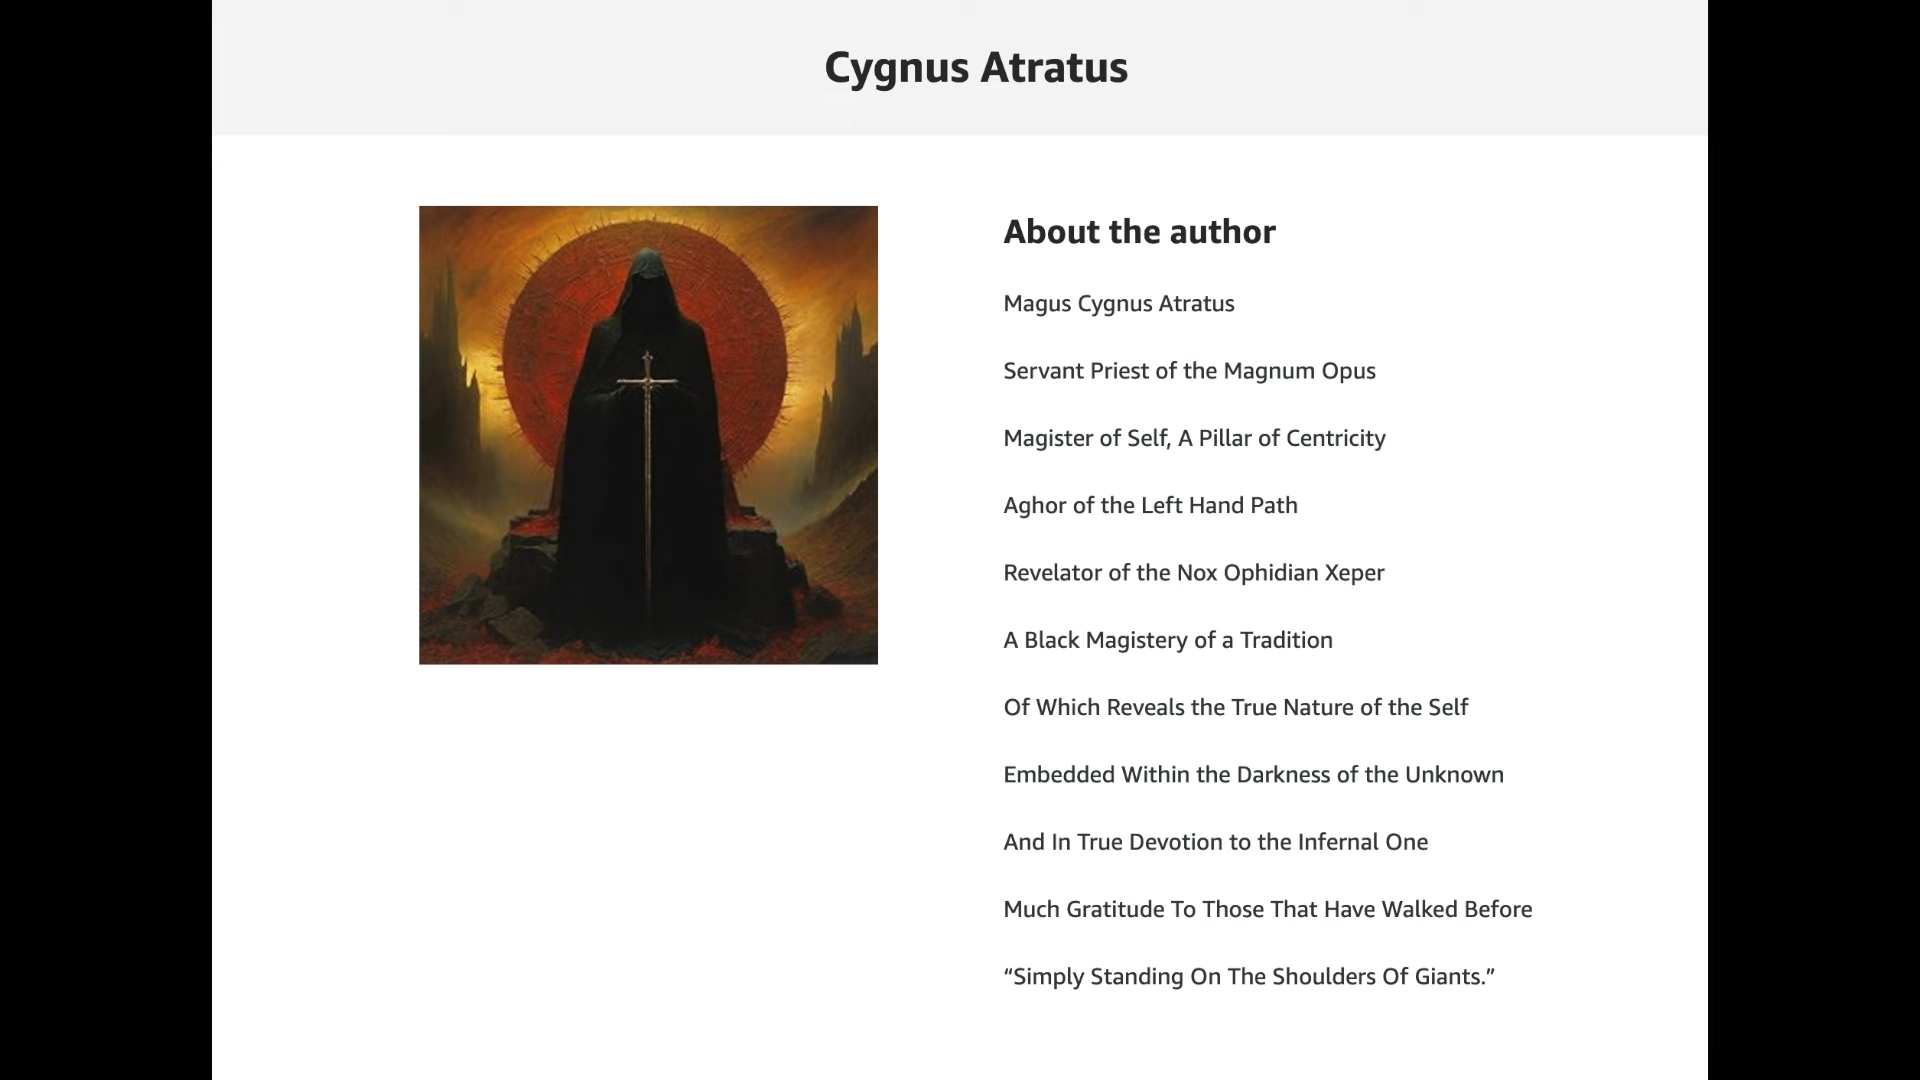 Cygnus Atratus
About the author
Magus Cygnus Atratus
Servant Priest of the Magnum Opus
Magister of Self, A Pillar of Centricity
Aghor of the Left Hand Path
Revelator of the Nox Ophidian Xeper
A Black Magistery of a Tradition
Of Which Reveals the True Nature of the Self
Embedded Within the Darkness of the Unknown
And In True Devotion to the Infernal One
Much Gratitude To Those That Have Walked Before
“Simply Standing On The Shoulders Of Giants.”